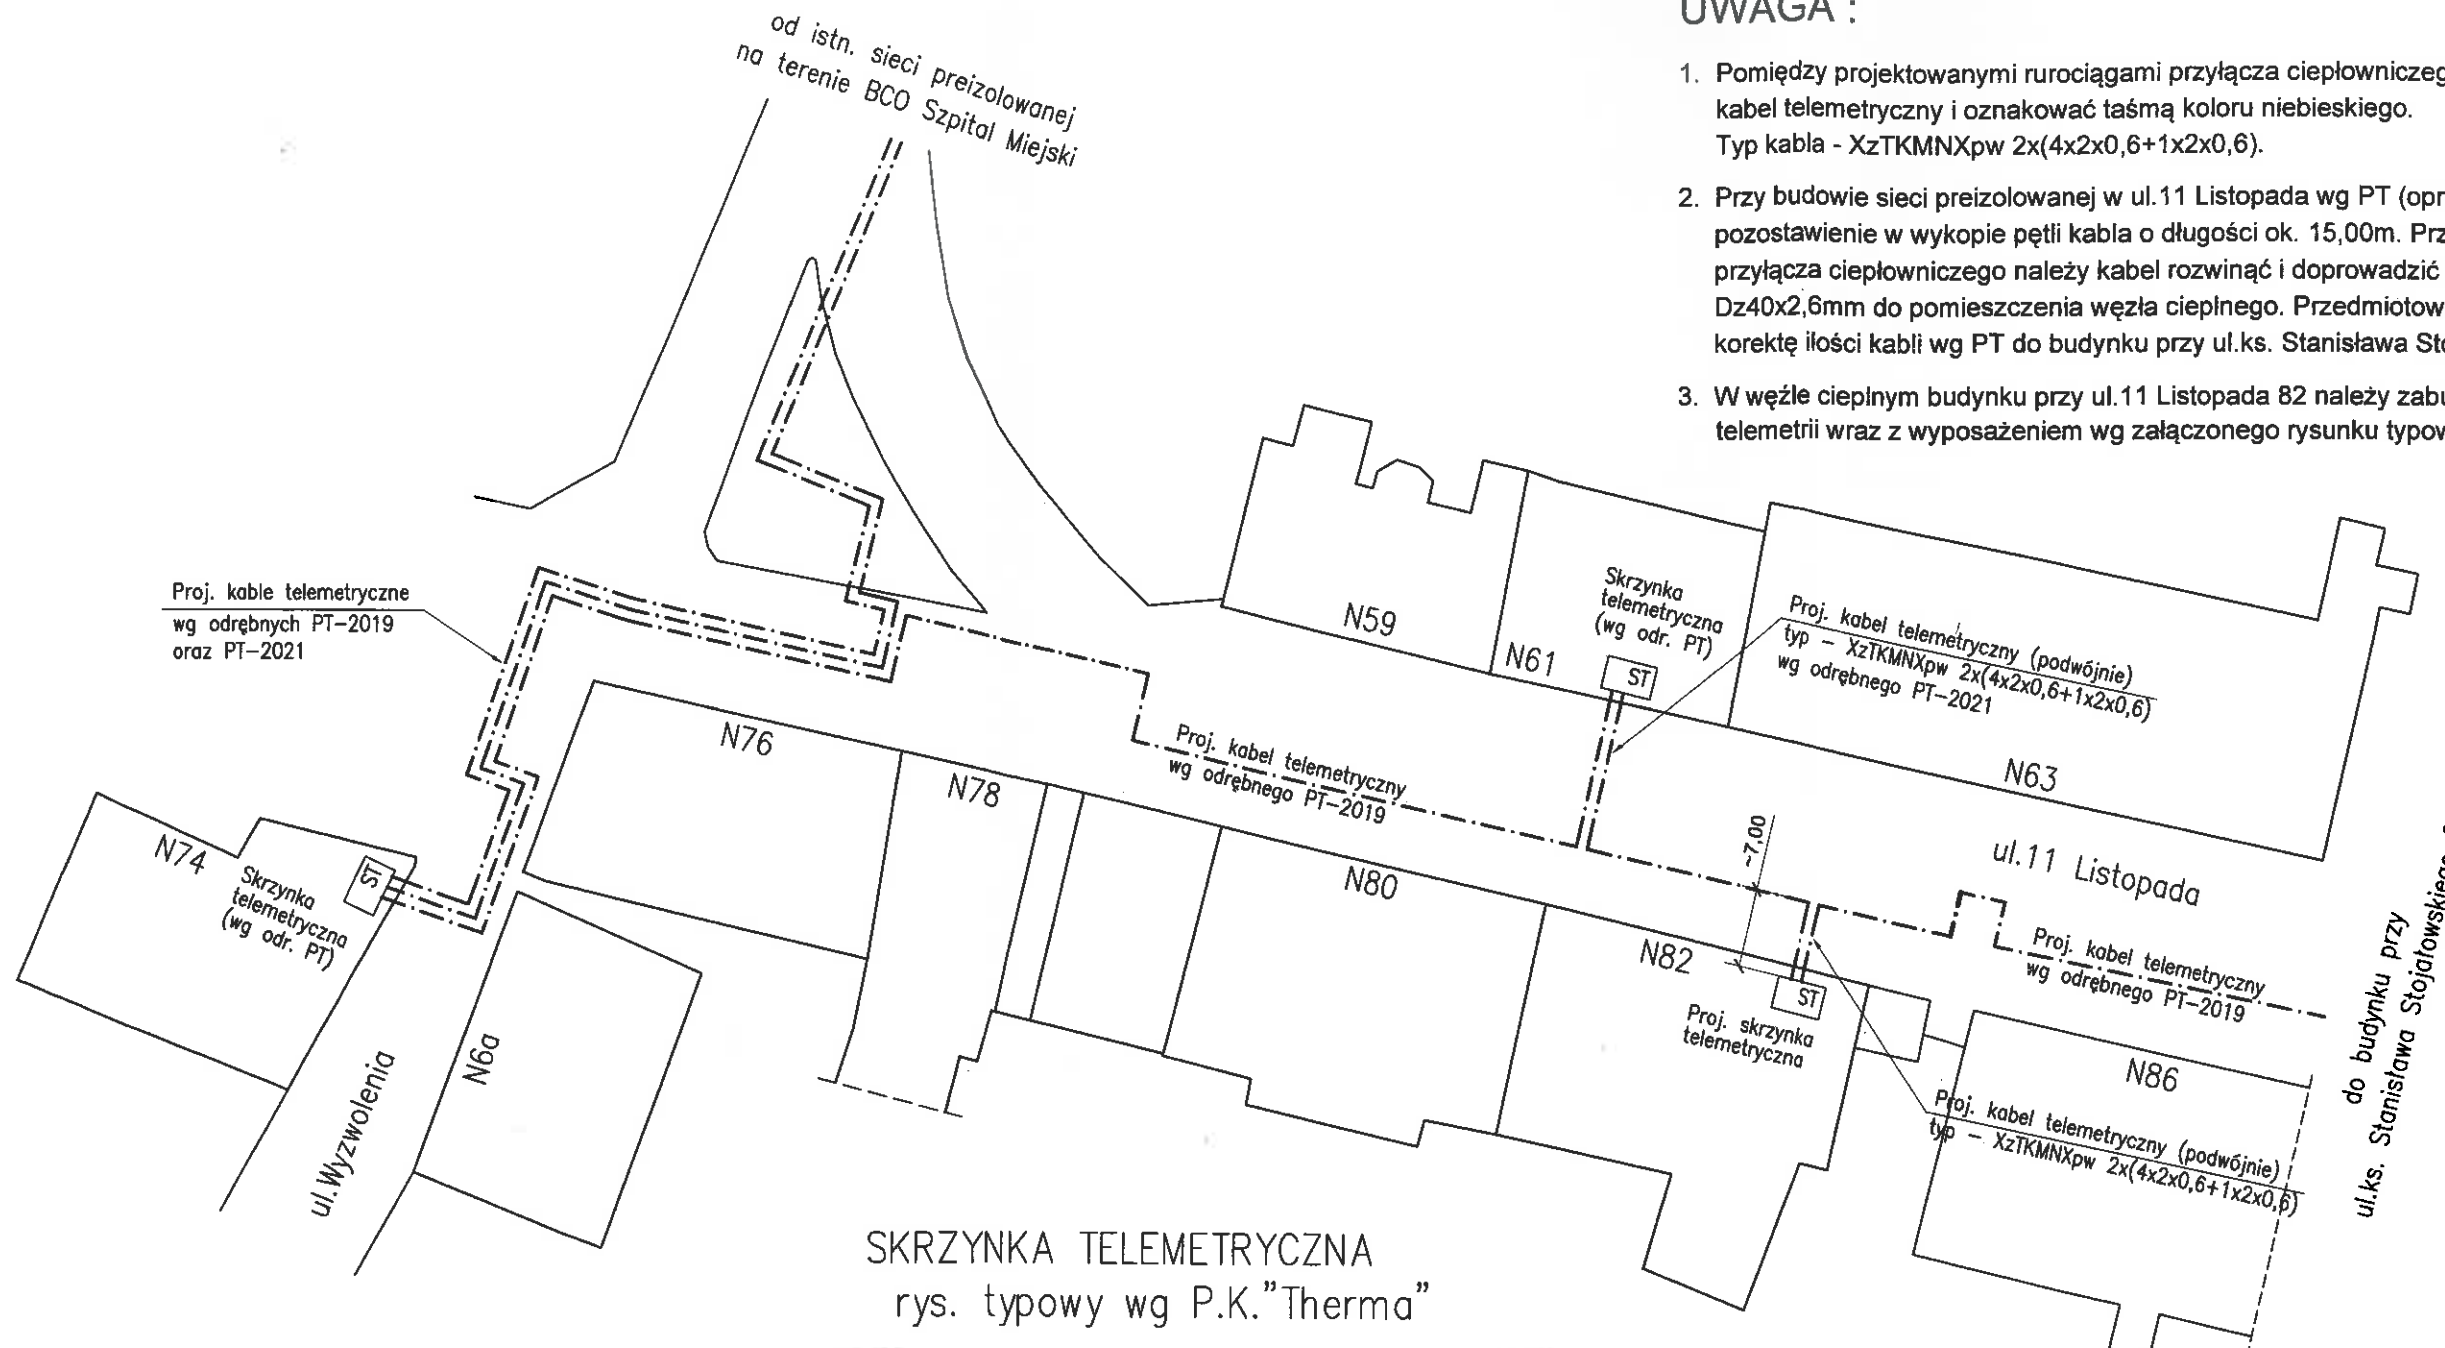 UWAGA :
1. Pomiędzy projektowanymi rurociągami przyłącza ciepłowniczeg
kabel telemetryczny i oznakować taśmą koloru niebieskiego.
Typ kabla - XzTKMNXpw 2x(4x2x0,6+1x2x0,6).
2. Przy budowie sieci preizolowanej w ul.11 Listopada wg PT (opr
pozostawienie w wykopie pętli kabla o długości ok. 15,00m. Prz
przyłącza ciepłowniczego należy kabel rozwinąć i doprowadzić
Dz40x2,6mm do pomieszczenia węzła cieplnego. Przedmiotow
korektę ilości kabli wg PT do budynku przy ul.ks. Stanisława Sto
3. W węźle cieplnym budynku przy ul.11 Listopada 82 należy zabu
telemetrii wraz z wyposażeniem wg załączonego rysunku typow
od istn. sieci preizolowanej
na terenie BCO Szpital Miejski
Proj. kable telemetryczne
wg odrębnych PT-2019
oraz PT-2021
N59
N61
Skrzynka
telemetryczna
(wg odr. PT)
ST
Proj. kabel telemetryczny (podwójnie)
typ - XzTKMNXpw 2x(4x2x0,6+1x2x0,6)
wg odrębnego PT-2021
N63
N76
N78
Proj. kabel telemetryczny
wg odrębnego PT-2019
~7,00
ul.11 Listopada
N74
Skrzynka
telemetryczna
(wg odr. PT)
ST
N80
N82
ST
Proj. skrzynka
telemetryczna
Proj. kabel telemetryczny
wg odrębnego PT-2019
N86
Proj. kabel telemetryczny (podwójnie)
typ - XzTKMNXpw 2x(4x2x0,6+1x2x0,6)
do budynku przy
ul.ks. Stanisława Stojałowskiego
N6a
ul.Wyzwolenia
SKRZYNKA TELEMETRYCZNA
rys. typowy wg P.K."Therma"